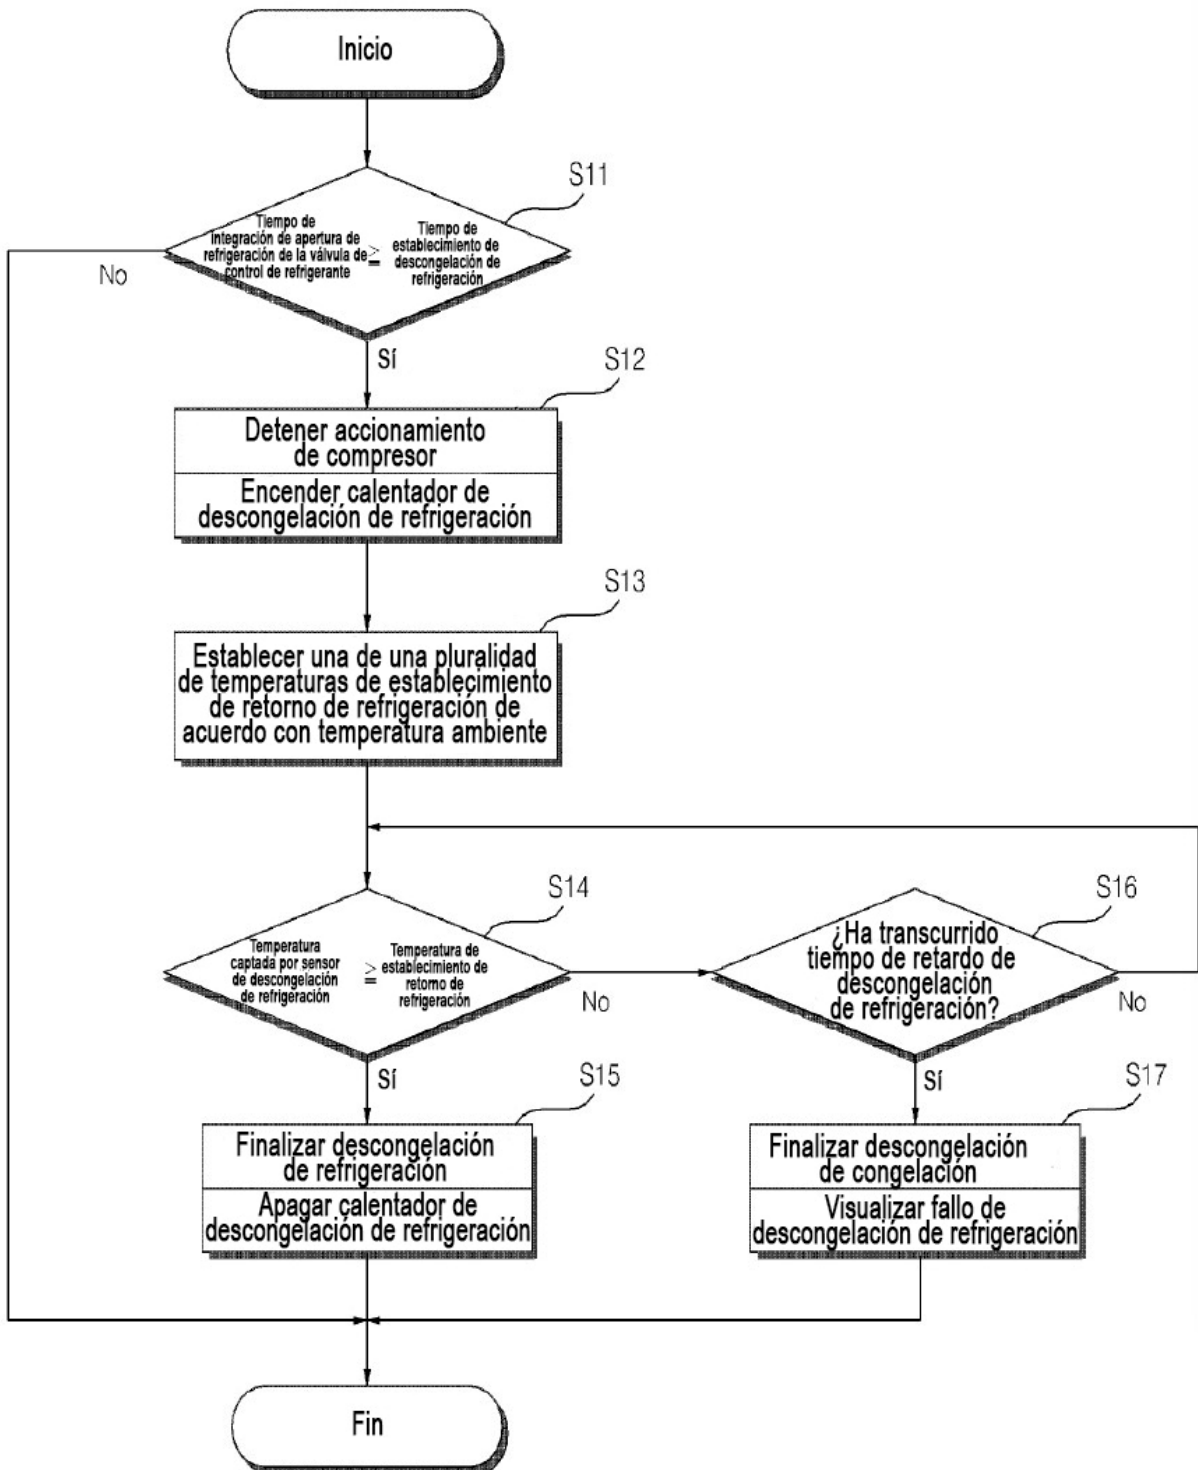 Inicio
S11
Tiempo de
integración de apertura de
refrigeración de la válvula de
control de refrigerante
≥
Tiempo de
establecimiento de
descongelación de
refrigeración
No
Sí
S12
Detener accionamiento
de compresor
Encender calentador de
descongelación de refrigeración
S13
Establecer una de una pluralidad
de temperaturas de establecimiento
de retorno de refrigeración de
acuerdo con temperatura ambiente
S14
Temperatura
captada por sensor
de descongelación
de refrigeración
≥
Temperatura de
establecimiento de
retorno de
refrigeración
No
Sí
S16
¿Ha transcurrido
tiempo de retardo de
descongelación
de refrigeración?
No
Sí
S15
Finalizar descongelación
de refrigeración
Apagar calentador de
descongelación de refrigeración
S17
Finalizar descongelación
de congelación
Visualizar fallo de
descongelación de refrigeración
Fin